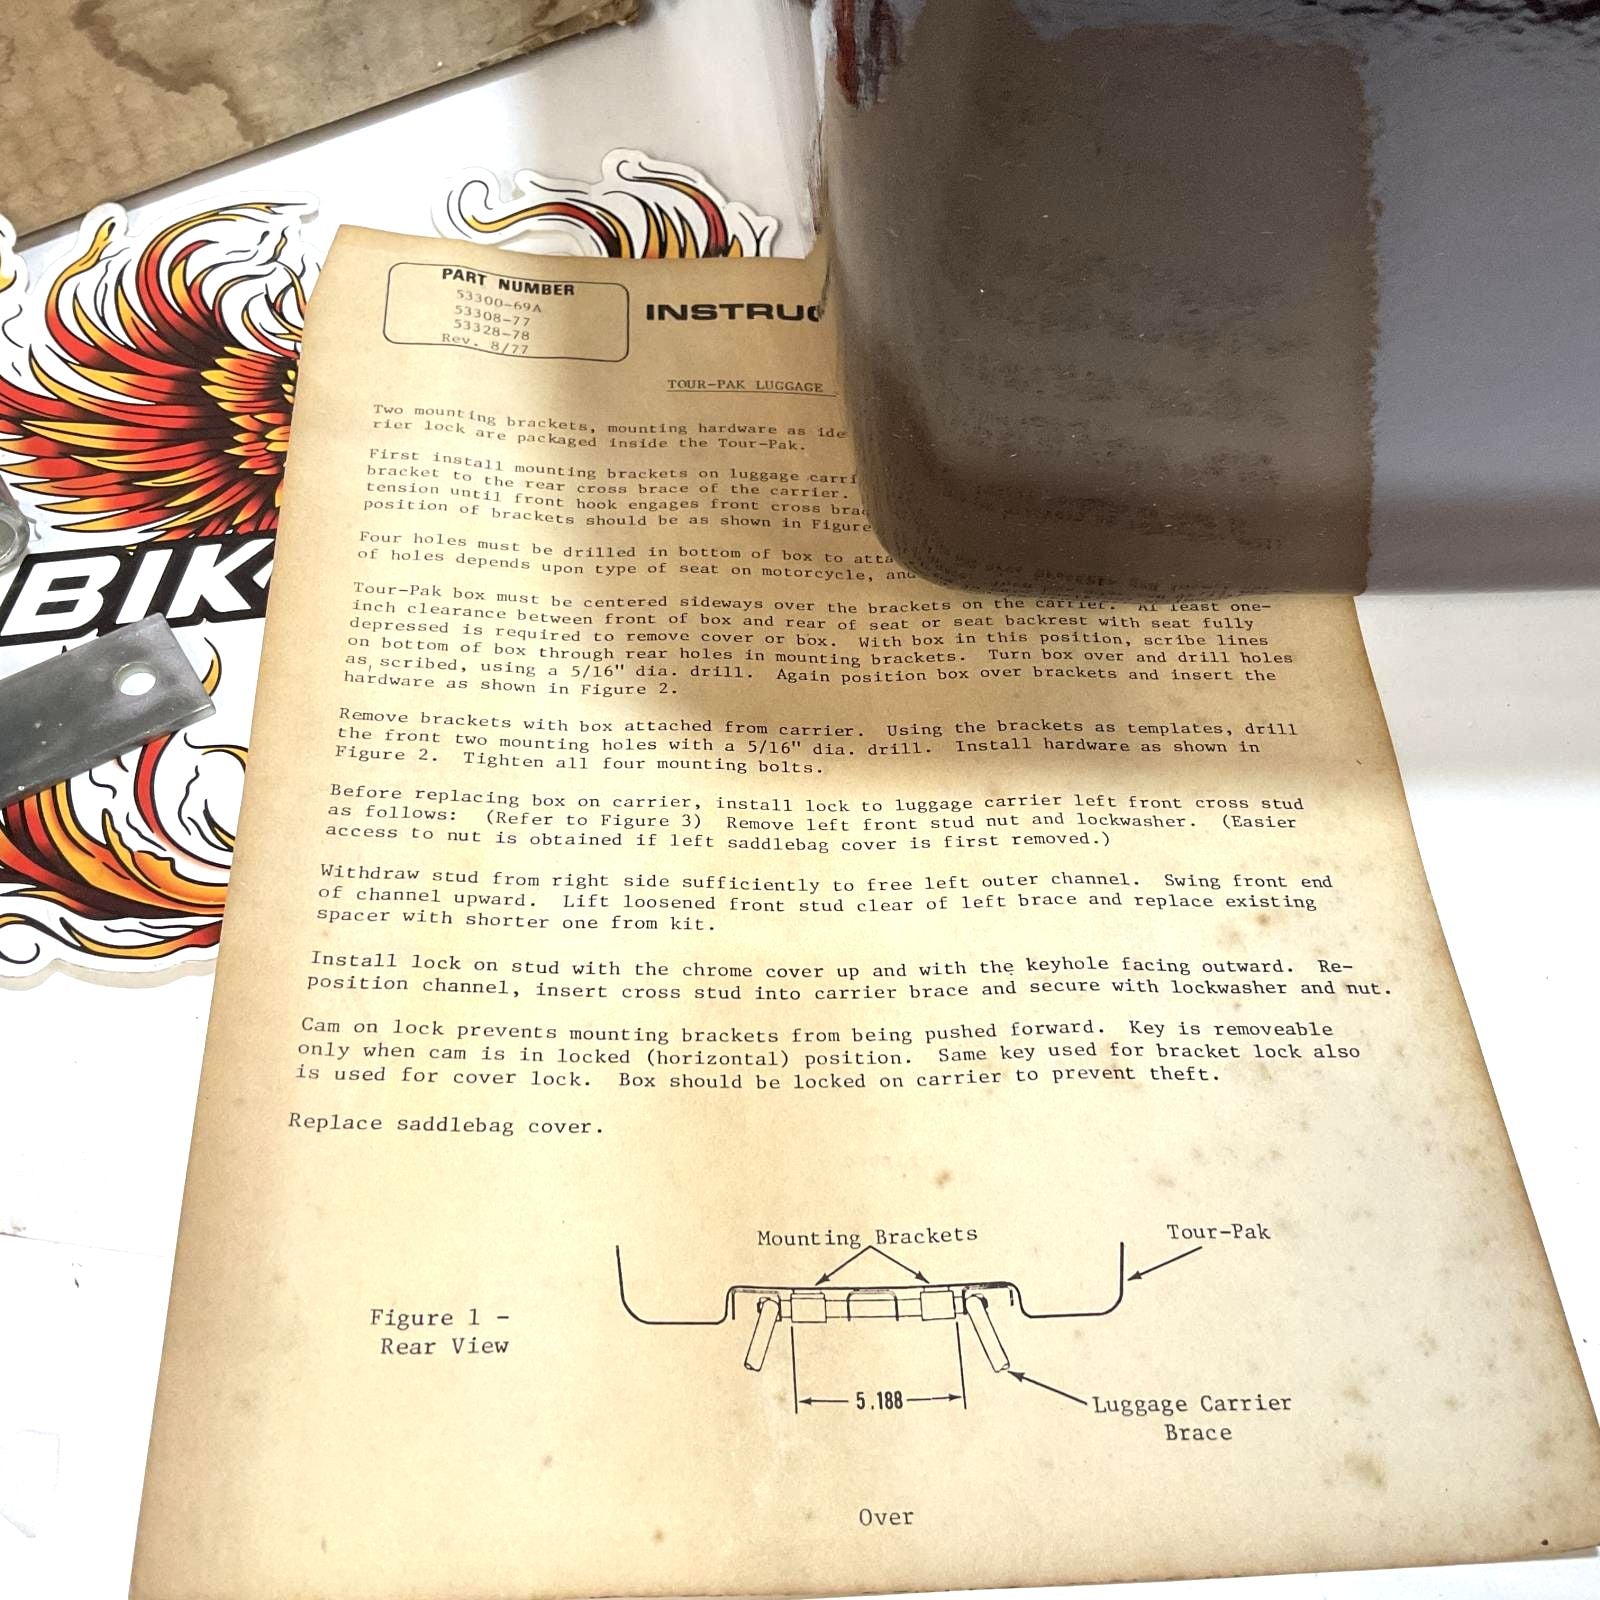 PART NUMBER
53300-69A
53308-77
53328-78
Rev. 8/77
INSTRUC
TOUR-PAK LUGGAGE
Two mounting brackets, mounting hardware as ide
rier lock are packaged inside the Tour-Pak.
First install mounting brackets on luggage carri
bracket to the rear cross brace of the carrier.
tension until front hook engages front cross brac
position of brackets should be as shown in Figure
Four holes must be drilled in bottom of box to atta
of holes depends upon type of seat on motorcycle, and
Tour-Pak box must be centered sideways over the brackets on the carrier. At least one-
inch clearance between front of box and rear of seat or seat backrest with seat fully
depressed is required to remove cover or box. With box in this position, scribe lines
on bottom of box through rear holes in mounting brackets. Turn box over and drill holes
as scribed, using a 5/16" dia. drill. Again position box over brackets and insert the
hardware as shown in Figure 2.
Remove brackets with box attached from carrier. Using the brackets as templates, drill
the front two mounting holes with a 5/16" dia. drill. Install hardware as shown in
Figure 2. Tighten all four mounting bolts.
Before replacing box on carrier, install lock to luggage carrier left front cross stud
as follows: (Refer to Figure 3) Remove left front stud nut and lockwasher. (Easier
access to nut is obtained if left saddlebag cover is first removed.)
Withdraw stud from right side sufficiently to free left outer channel. Swing front end
of channel upward. Lift loosened front stud clear of left brace and replace existing
spacer with shorter one from kit.
Install lock on stud with the chrome cover up and with the keyhole facing outward. Re-
position channel, insert cross stud into carrier brace and secure with lockwasher and nut.
Cam on lock prevents mounting brackets from being pushed forward. Key is removeable
only when cam is in locked (horizontal) position. Same key used for bracket lock also
is used for cover lock. Box should be locked on carrier to prevent theft.
Replace saddlebag cover.
Mounting Brackets
Tour-Pak
Figure 1 -
Rear View
5.188
Luggage Carrier
Brace
Over
BIK